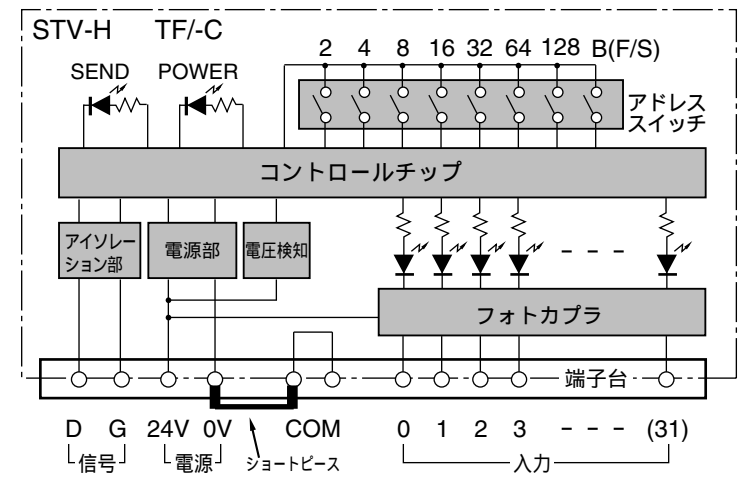 STV-H TF/-C
2 4 8 16 32 64 128 B(F/S)
SEND POWER
アドレス
スイッチ
コントロールチップ
アイソレー
ション部
電源部
電圧検知
フォトカプラ
端子台
D G 24V 0V COM 0 1 2 3 - - - (31)
信号 電源 ショートピース 入力